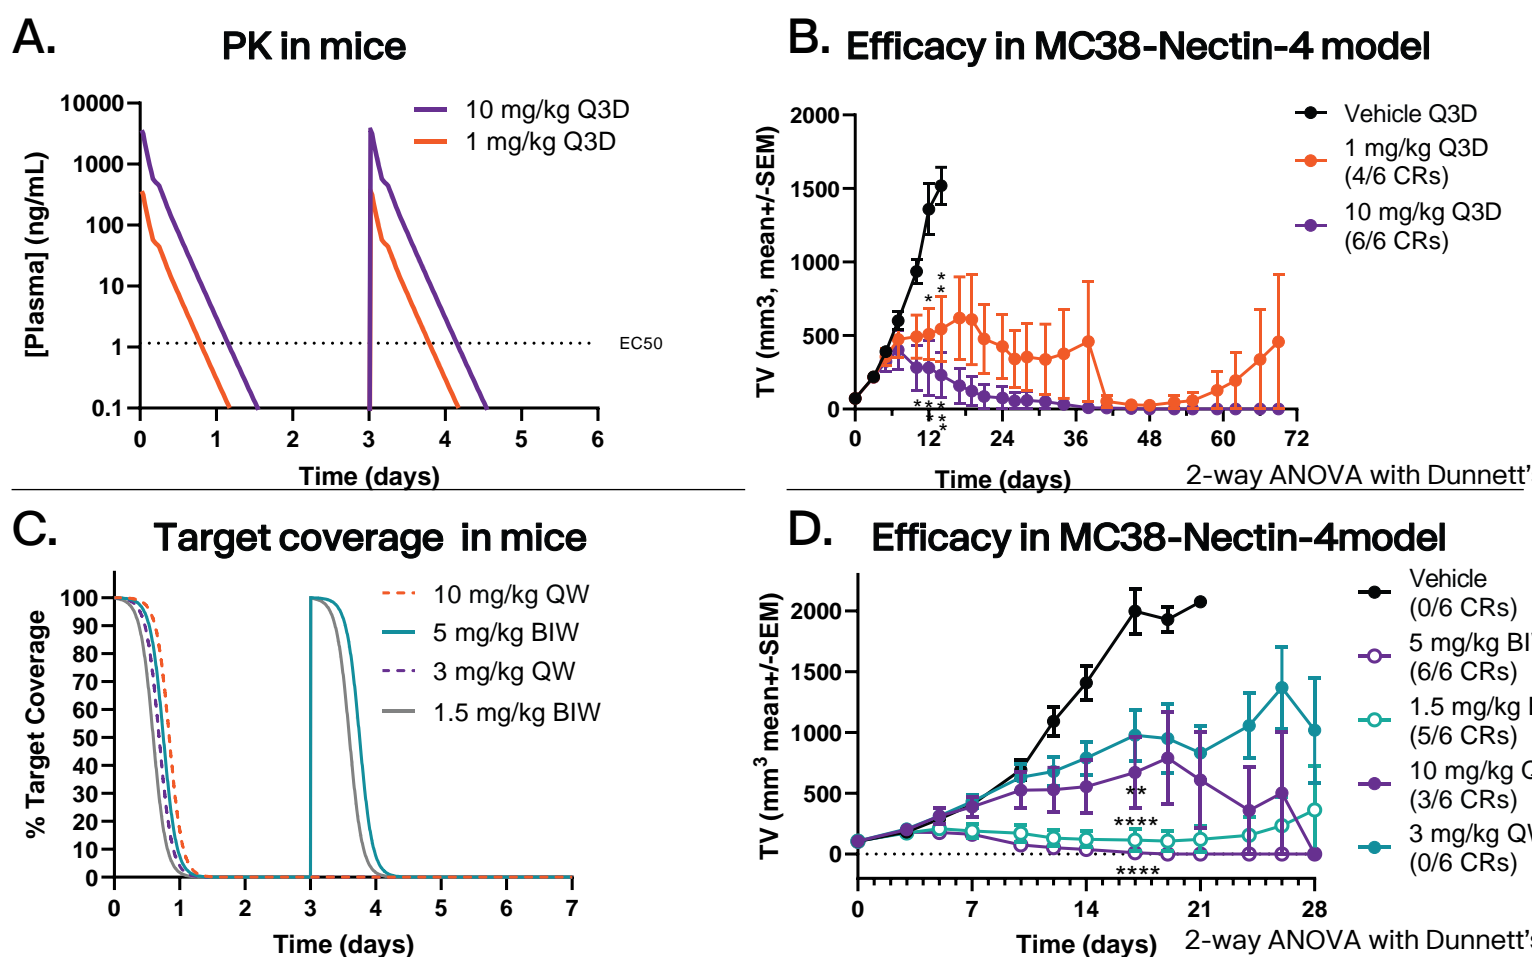 A.
PK in mice
[Plasma] (ng/mL)
10000
1000
100
10
1
0.1
10 mg/kg Q3D
1 mg/kg Q3D
EC50
0 1 2 3 4 5 6
Time (days)
B.
Efficacy in MC38-Nectin-4 model
TV (mm3, mean+/-SEM)
2000
1500
1000
500
0
Vehicle Q3D
1 mg/kg Q3D
(4/6 CRs)
10 mg/kg Q3D
(6/6 CRs)
*
*
*
* * *
*
*
0 12 24 36 48 60 72
Time (days)
2-way ANOVA with Dunnett's
C.
Target coverage in mice
% Target Coverage
100
90
80
70
60
50
40
30
20
10
0
10 mg/kg QW
5 mg/kg BIW
3 mg/kg QW
1.5 mg/kg BIW
0 1 2 3 4 5 6 7
Time (days)
D.
Efficacy in MC38-Nectin-4model
TV (mm³ mean+/-SEM)
2000
1500
1000
500
0
Vehicle
(0/6 CRs)
5 mg/kg BI
(6/6 CRs)
1.5 mg/kg
(5/6 CRs)
10 mg/kg Q
(3/6 CRs)
3 mg/kg QW
(0/6 CRs)
**
****
****
0 7 14 21 28
Time (days)
2-way ANOVA with Dunnett's